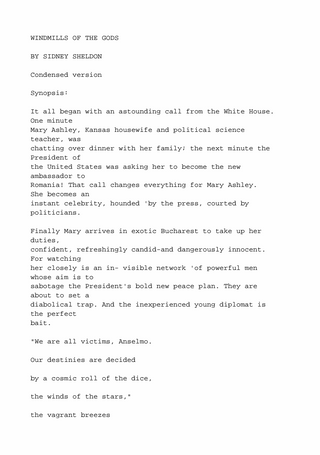 WINDMILLS OF THE GODS
BY SIDNEY SHELDON
Condensed version
Synopsis:
It all began with an astounding call from the White House.
One minute
Mary Ashley, Kansas housewife and political science
teacher, was
chatting over dinner with her family; the next minute the
President of
the United States was asking her to become the new
ambassador to
Romania! That call changes everything for Mary Ashley.
She becomes an
instant celebrity, hounded 'by the press, courted by
politicians.
Finally Mary arrives in exotic Bucharest to take up her
duties,
confident, refreshingly candid-and dangerously innocent.
For watching
her closely is an in- visible network 'of powerful men
whose aim is to
sabotage the President's bold new peace plan. They are
about to set a
diabolical trap. And the inexperienced young diplomat is
the perfect
bait.
"We are all victims, Anselmo.
Our destinies are decided
by a cosmic roll of the dice,
the winds of the stars,"
the vagrant breezes